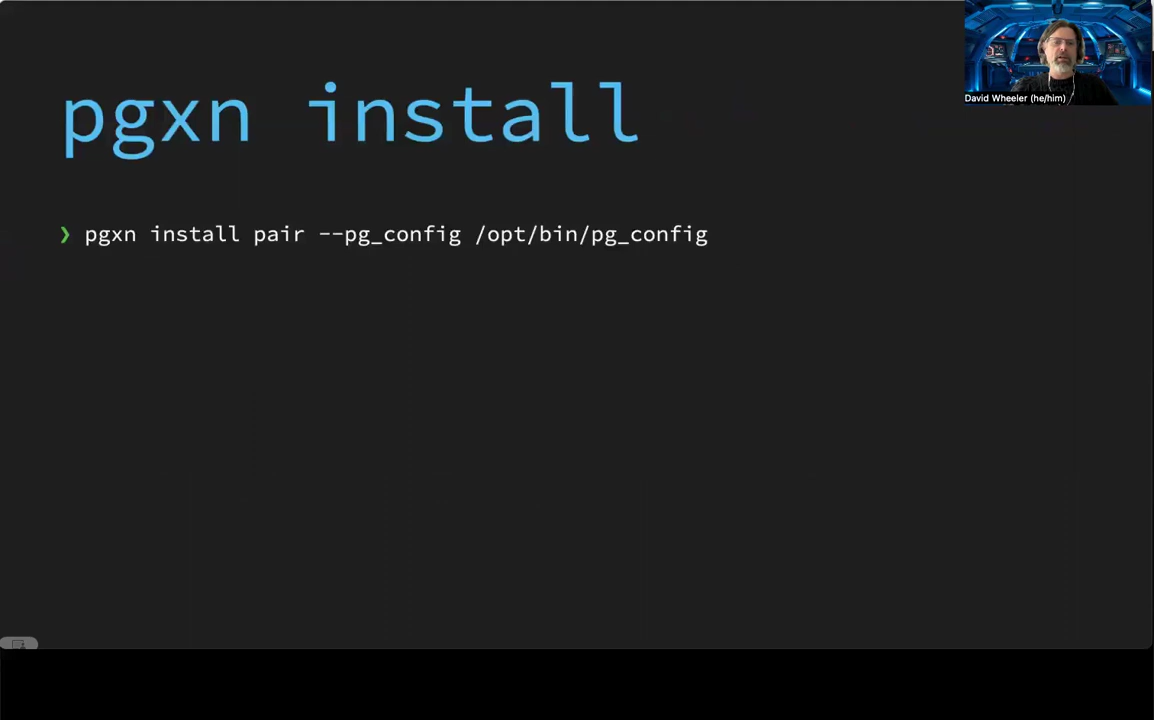 pgxn install
❯ pgxn install pair --pg_config /opt/bin/pg_config
David Wheeler (he/him)